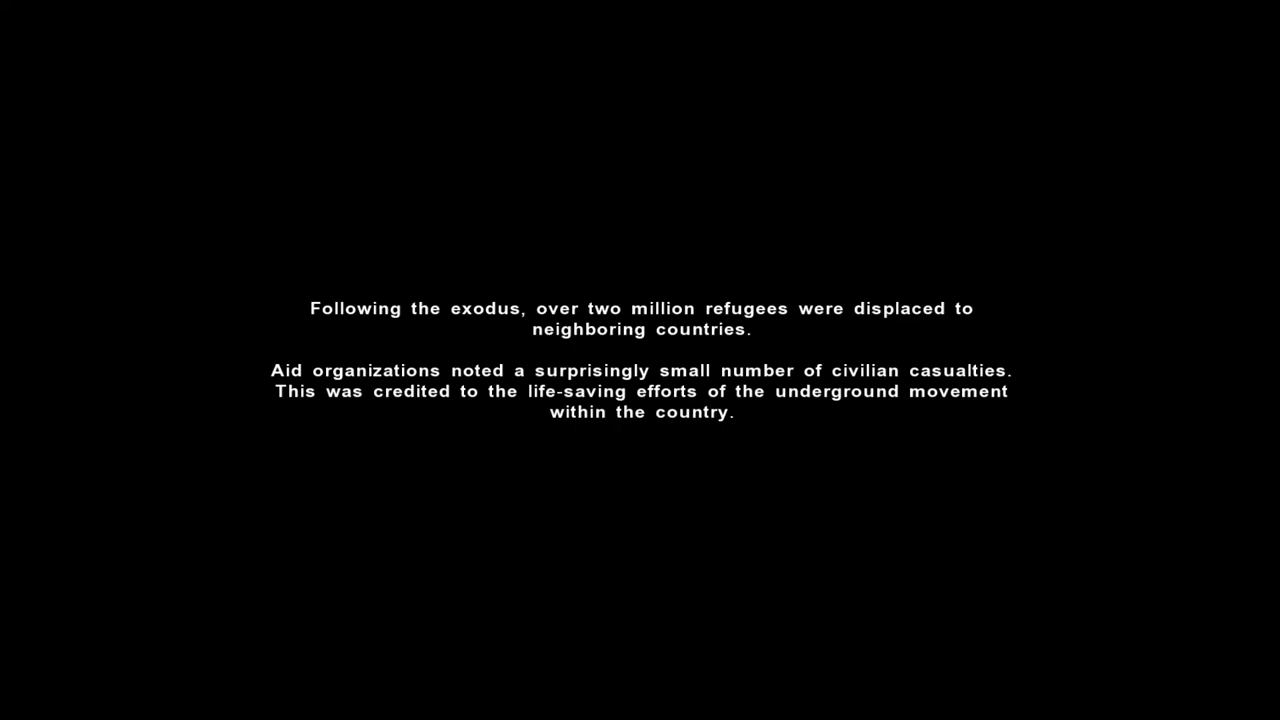 Following the exodus, over two million refugees were displaced to
neighboring countries.
Aid organizations noted a surprisingly small number of civilian casualties.
This was credited to the life-saving efforts of the underground movement
within the country.